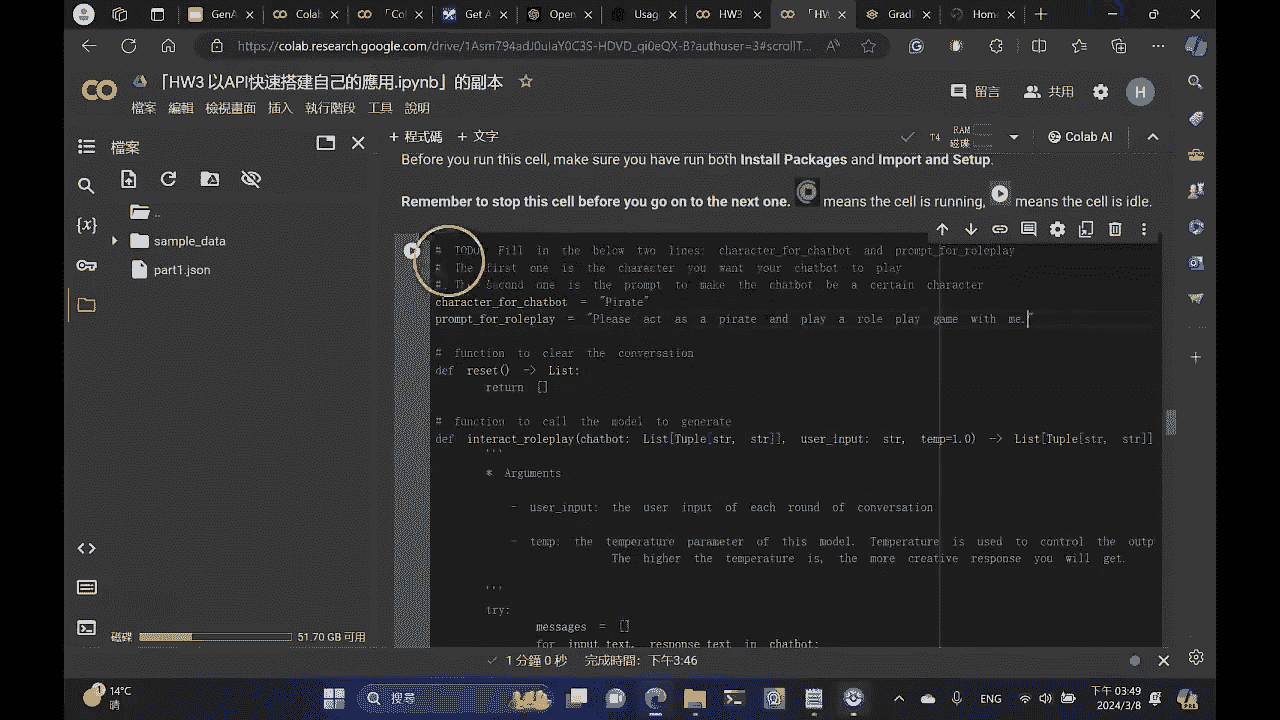 GenA
Colab
「Col
Get A
Open
Usag
HW3
「HV
Gradi
Home
https://colab.research.google.com/drive/1Asm794adJ0uIaY0C3S-HDVD_qi0eQX-B?authuser=3#scrollT...
「HW3 以API快速搭建自己的應用.ipynb」的副本
留言
共用
H
檔案 編輯 檢視畫面 插入 執行階段 工具 說明
檔案
+ 程式碼 + 文字
T4
RAM
磁碟
Colab AI
Before you run this cell, make sure you have run both Install Packages and Import and Setup.
Remember to stop this cell before you go on to the next one. means the cell is running, means the cell is idle.
..
sample_data
part1.json
# TODO: Fill in the below two lines: character_for_chatbot and prompt_for_roleplay
# The first one is the character you want your chatbot to play
# The second one is the prompt to make the chatbot be a certain character
character_for_chatbot = "Pirate"
prompt_for_roleplay = "Please act as a pirate and play a role play game with me."
# function to clear the conversation
def reset() -> List:
return []
# function to call the model to generate
def interact_roleplay(chatbot: List[Tuple[str, str]], user_input: str, temp=1.0) -> List[Tuple[str, str]]
'''
* Arguments
- user_input: the user input of each round of conversation
- temp: the temperature parameter of this model. Temperature is used to control the outp
The higher the temperature is, the more creative response you will get.
'''
try:
messages = []
for input_text, response_text in chatbot:
磁碟 51.70 GB 可用
1 分鐘 0 秒 完成時間: 下午3:46
1
14°C
晴
搜尋
ENG
下午 03:49
2024/3/8